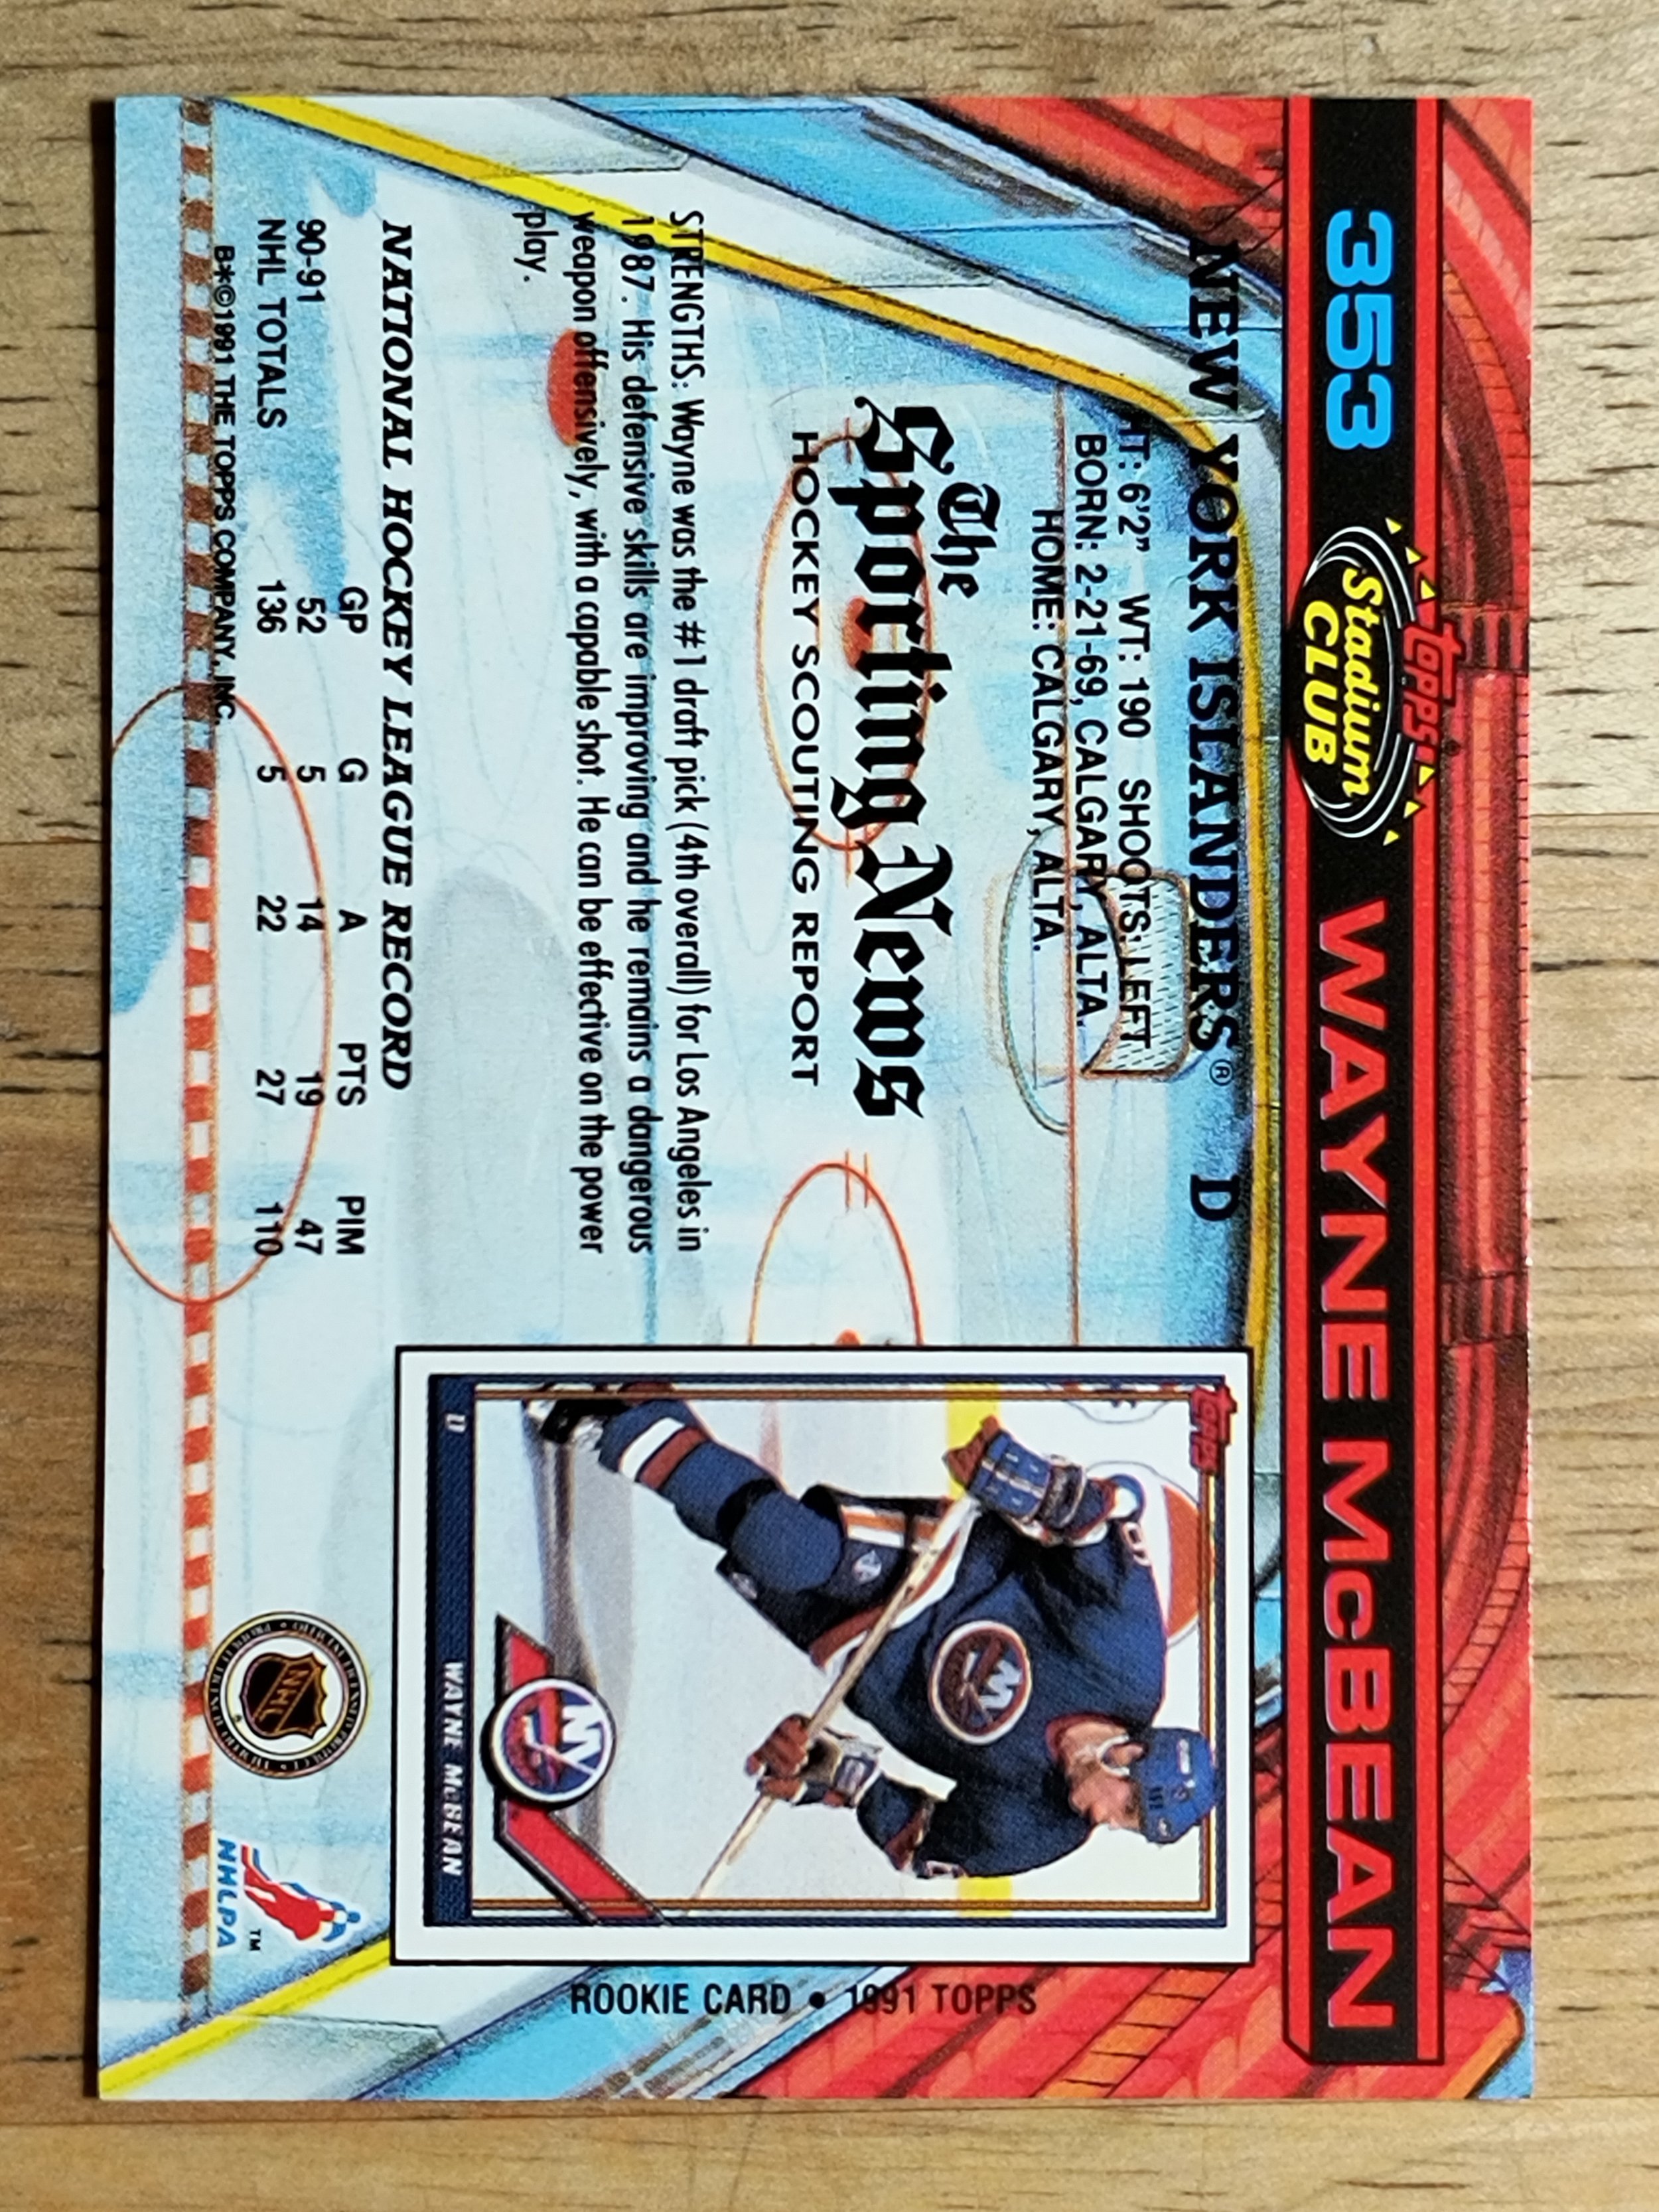 353
TOPPS
Stadium
CLUB
WAYNE McBEAN
NEW YORK ISLANDERS® D
HT: 6'2" WT: 190 SHOOTS: LEFT
BORN: 2-21-69, CALGARY, ALTA.
HOME: CALGARY, ALTA.
The
Sporting News
HOCKEY SCOUTING REPORT
STRENGTHS: Wayne was the #1 draft pick (4th overall) for Los Angeles in
1987. His defensive skills are improving and he remains a dangerous
weapon offensively, with a capable shot. He can be effective on the power
play.
NATIONAL HOCKEY LEAGUE RECORD
GP G A PTS PIM
90-91 52 5 14 19 47
NHL TOTALS 136 5 22 27 110
B*©1991 THE TOPPS COMPANY, INC.
TOPPS
NY
NY
D WAYNE McBEAN
ROOKIE CARD • 1991 TOPPS
NHL
NHLPA
TM